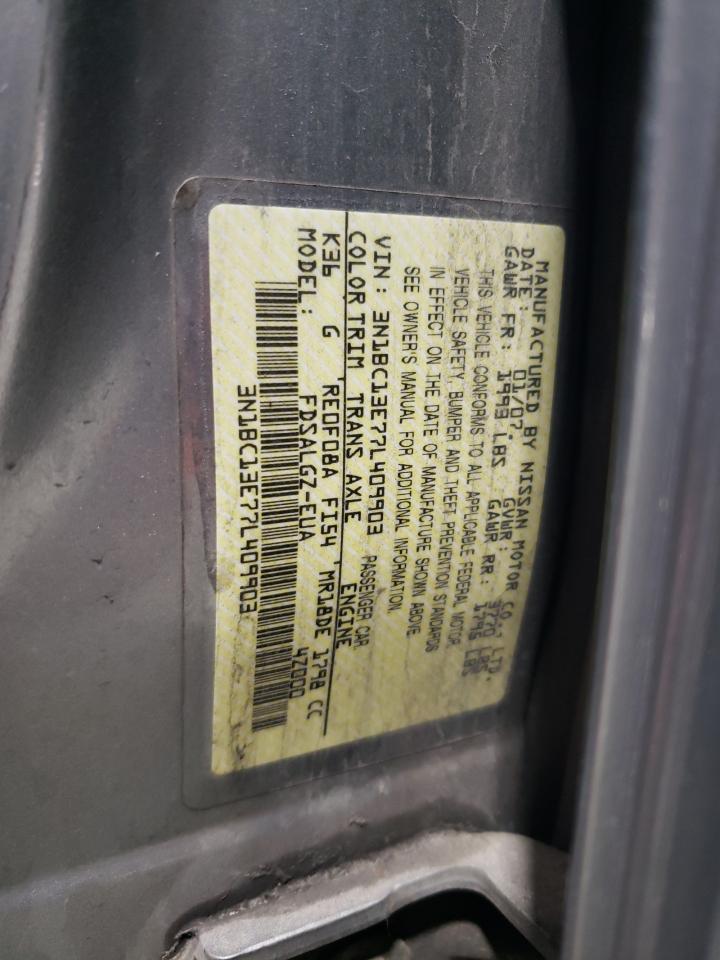 MANUFACTURED BY NISSAN MOTOR CO., LTD.
DATE: 01/07. GVWR: 3770 LBS
GAWR FR: 1993 LBS GAWR RR: 1796 LBS
THIS VEHICLE CONFORMS TO ALL APPLICABLE FEDERAL MOTOR
VEHICLE SAFETY, BUMPER AND THEFT PREVENTION STANDARDS
IN EFFECT ON THE DATE OF MANUFACTURE SHOWN ABOVE.
SEE OWNER'S MANUAL FOR ADDITIONAL INFORMATION.
VIN: 3N1BC13E77L409903 PASSENGER CAR
COLOR TRIM TRANS AXLE ENGINE
K36 G RE0F08A FI54 MR18DE 1798 CC
MODEL: FDSALGZ-EUA 4Z000
3N1BC13E77L409903